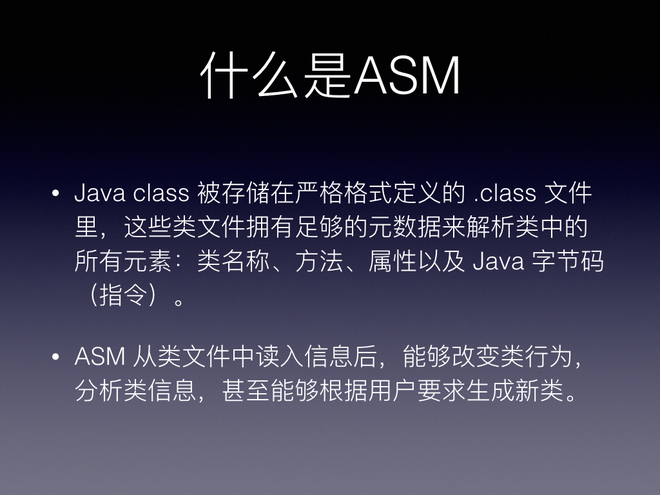 什么是ASM
• Java class 被存储在严格格式定义的 .class 文件
里，这些类文件拥有足够的元数据来解析类中的
所有元素：类名称、方法、属性以及 Java 字节码
（指令）。
• ASM 从类文件中读入信息后，能够改变类行为，
分析类信息，甚至能够根据用户要求生成新类。